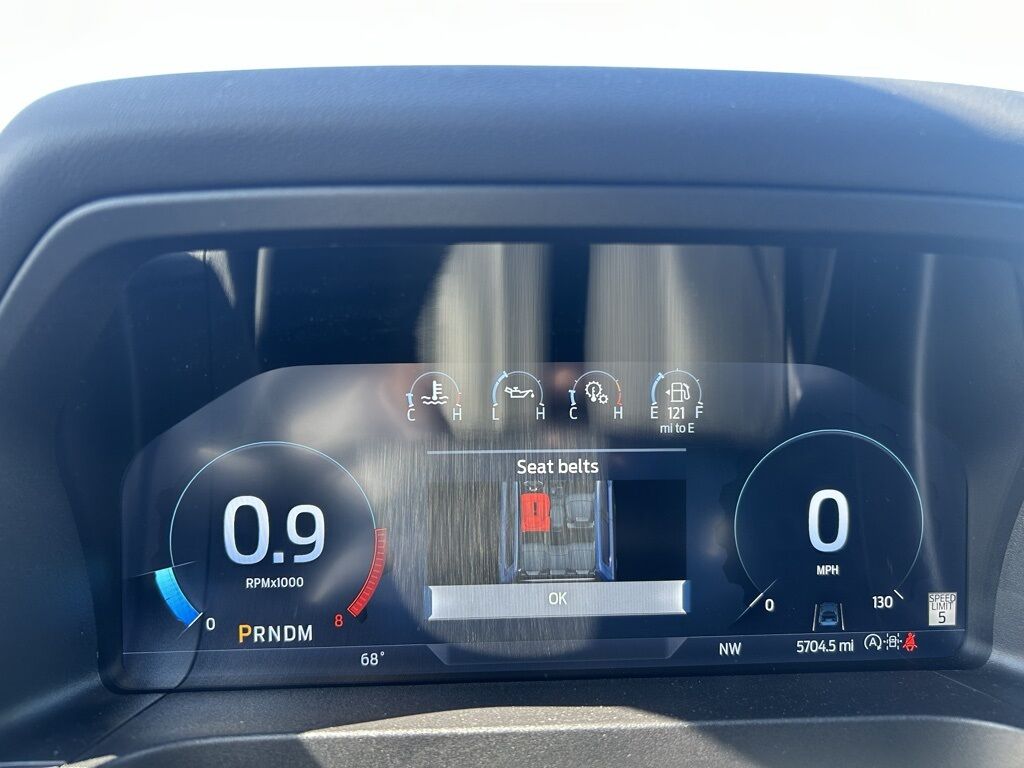 C H
L H
C H
E 121 F
mi to E
Seat belts
!
OK
0.9
RPMx1000
0 8
PRNDM
0
MPH
0 130
SPEED
LIMIT
5
68°
NW
5704.5 mi
A